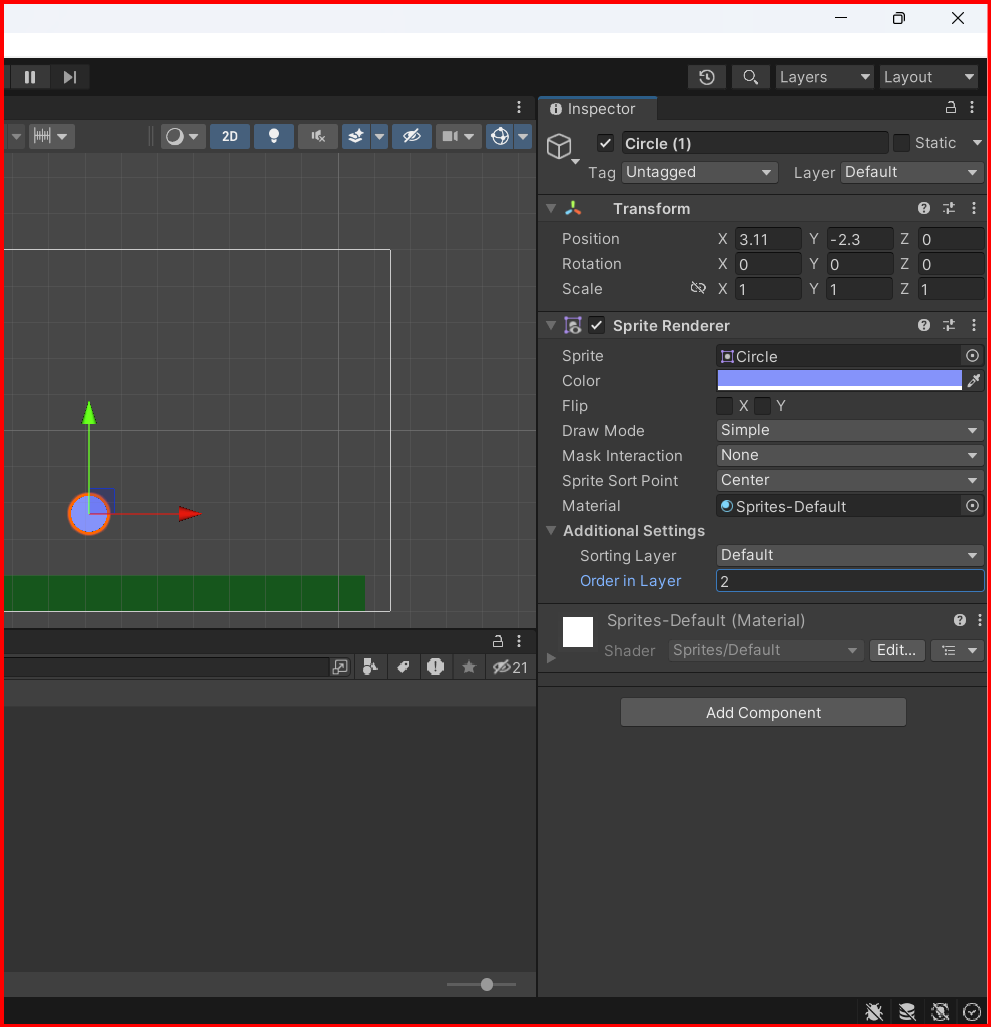 Layers Layout
Inspector
2D
Circle (1) Static
Tag Untagged Layer Default
Transform
Position X 3.11 Y -2.3 Z 0
Rotation X 0 Y 0 Z 0
Scale X 1 Y 1 Z 1
Sprite Renderer
Sprite Circle
Color
Flip X Y
Draw Mode Simple
Mask Interaction None
Sprite Sort Point Center
Material Sprites-Default
Additional Settings
Sorting Layer Default
Order in Layer 2
Sprites-Default (Material)
Shader Sprites/Default Edit...
21
Add Component